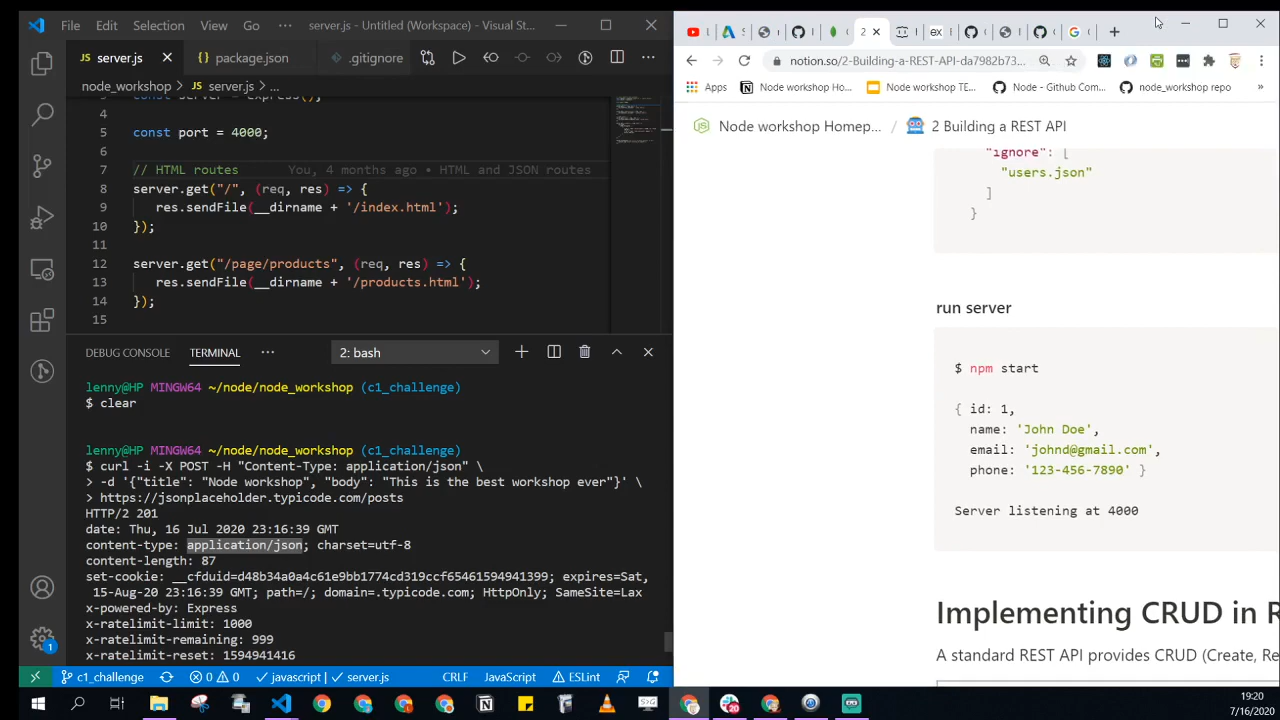 File Edit View Go ... server.js - Untitled (Workspace) - Visual St...
server.js
package.json
.gitignore
node_workshop > server.js > ...
4
5 const port = 4000;
6
7 // HTML routes You, 4 months ago • HTML and JSON routes
8 server.get("/", (req, res) => {
9 res.sendFile(__dirname + '/index.html');
10 });
11
12 server.get("/page/products", (req, res) => {
13 res.sendFile(__dirname + '/products.html');
14 });
15
DEBUG CONSOLE TERMINAL ... 2: bash
lenny@HP MINGW64 ~/node/node_workshop (c1_challenge)
$ clear
lenny@HP MINGW64 ~/node/node_workshop (c1_challenge)
$ curl -i -X POST -H "Content-Type: application/json" \
> -d '{"title": "Node workshop", "body": "This is the best workshop ever"}' \
> https://jsonplaceholder.typicode.com/posts
HTTP/2 201
date: Thu, 16 Jul 2020 23:16:39 GMT
content-type: application/json; charset=utf-8
content-length: 87
set-cookie: __cfduid=d48b34a0a4c61e9bb1774cd319ccf65461594941399; expires=Sat,
15-Aug-20 23:16:39 GMT; path=/; domain=.typicode.com; HttpOnly; SameSite=Lax
x-powered-by: Express
x-ratelimit-limit: 1000
x-ratelimit-remaining: 999
x-ratelimit-reset: 1594941416
1
c1_challenge 0 0 javascript server.js CRLF JavaScript ESLint
notion.so/2-Building-a-REST-API-da7982b73...
Apps Node workshop Ho... Node workshop TE... Node - Github Com... node_workshop repo »
Node workshop Homep... / 2 Building a REST API
"ignore": [
"users.json"
]
}
run server
$ npm start
{ id: 1,
name: 'John Doe',
email: 'johnd@gmail.com',
phone: '123-456-7890' }
Server listening at 4000
Implementing CRUD in R
A standard REST API provides CRUD (Create, Re
19:20
7/16/2020